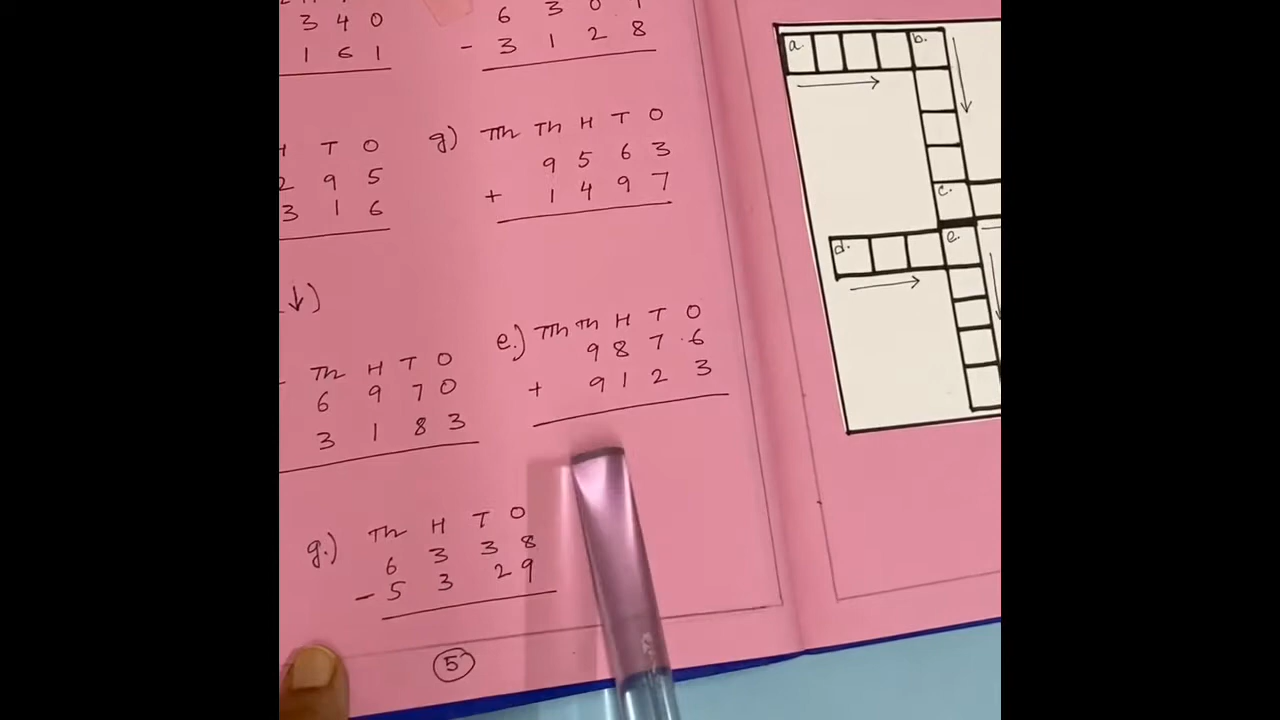 3 4 0
1 6 1
6 3 0
- 3 1 2 8
H T O
2 9 5
3 1 6
g) TTh Th H T O
9 5 6 3
+ 1 4 9 7
↓)
Th H T O
6 9 7 0
3 1 8 3
e.) TTh Th H T O
9 8 7 6
+ 9 1 2 3
g.) Th H T O
6 3 3 8
- 5 3 2 9
5
a. b.
c.
d. e.